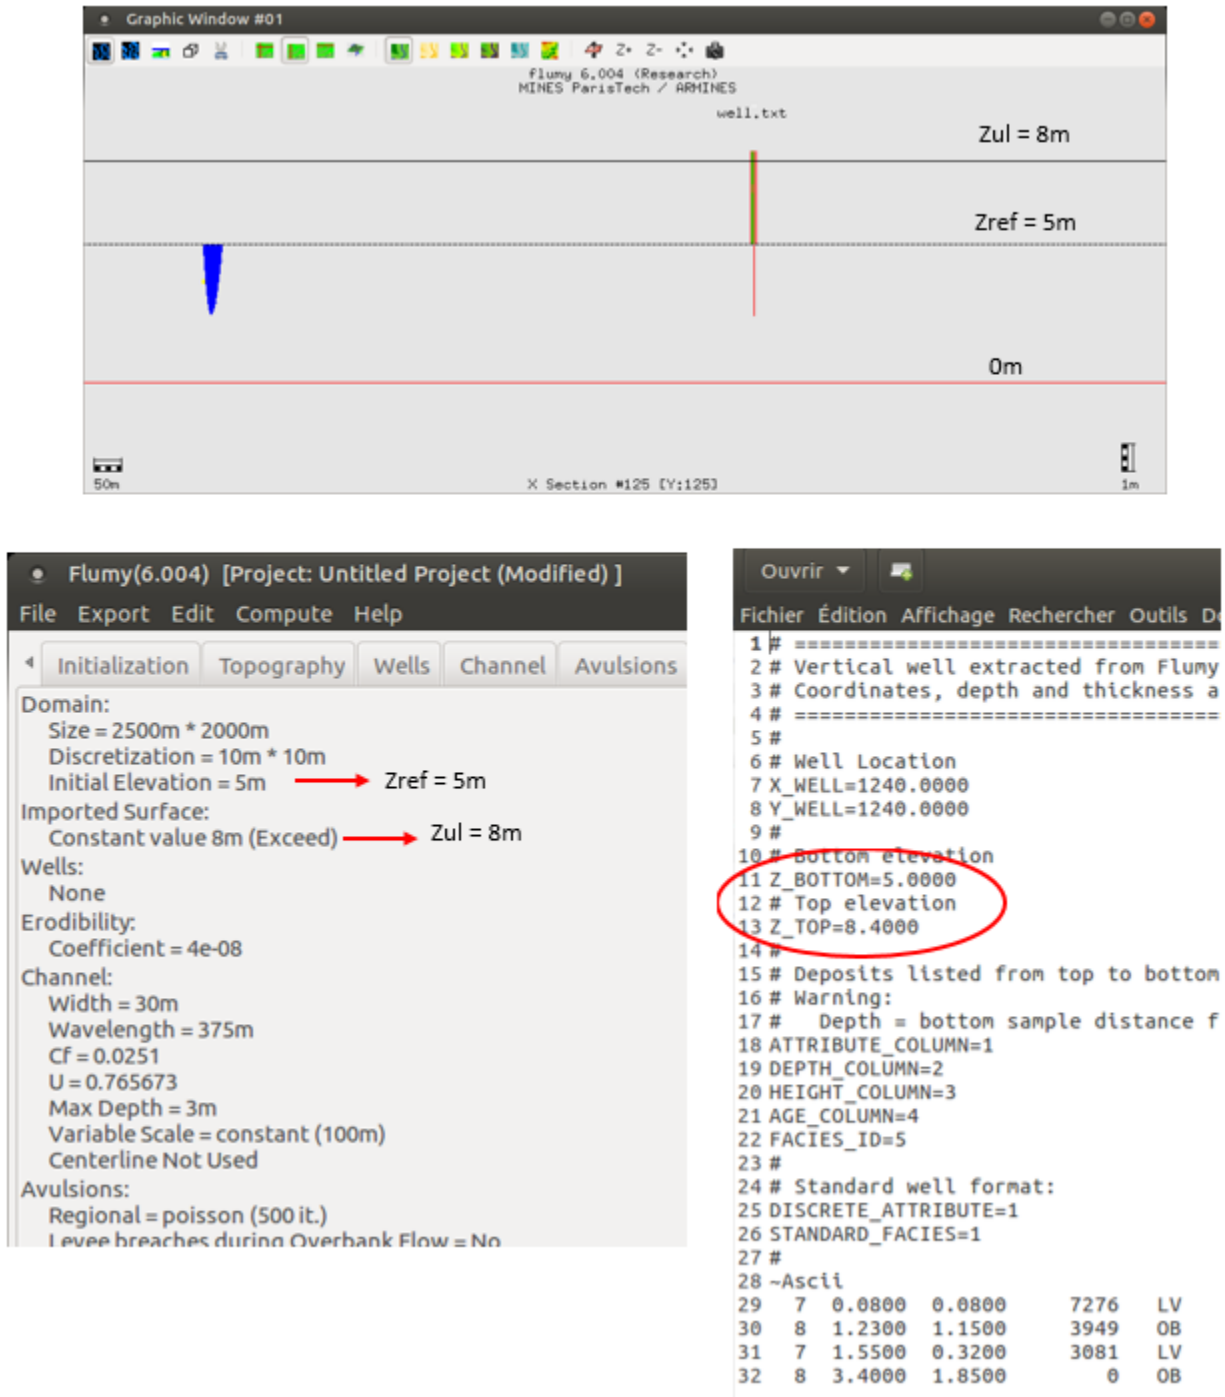 Graphic Window #01
Z+ Z-
flumy 6.004 (Research)
MINES ParisTech / ARMINES
well.txt
Zul = 8m
Zref = 5m
0m
50m
X Section #125 [Y:125]
1m
Flumy(6.004) [Project: Untitled Project (Modified) ]
File Export Edit Compute Help
Initialization Topography Wells Channel Avulsions
Domain:
Size = 2500m * 2000m
Discretization = 10m * 10m
Initial Elevation = 5m
Zref = 5m
Imported Surface:
Constant value 8m (Exceed)
Zul = 8m
Wells:
None
Erodibility:
Coefficient = 4e-08
Channel:
Width = 30m
Wavelength = 375m
Cf = 0.0251
U = 0.765673
Max Depth = 3m
Variable Scale = constant (100m)
Centerline Not Used
Avulsions:
Regional = poisson (500 it.)
Levee breaches during Overbank Flow = No
Ouvrir
Fichier Édition Affichage Rechercher Outils Do
1 # ==================================
2 # Vertical well extracted from Flumy
3 # Coordinates, depth and thickness a
4 # ==================================
5 #
6 # Well Location
7 X_WELL=1240.0000
8 Y_WELL=1240.0000
9 #
10 # Bottom elevation
11 Z_BOTTOM=5.0000
12 # Top elevation
13 Z_TOP=8.4000
14 #
15 # Deposits listed from top to bottom
16 # Warning:
17 # Depth = bottom sample distance f
18 ATTRIBUTE_COLUMN=1
19 DEPTH_COLUMN=2
20 HEIGHT_COLUMN=3
21 AGE_COLUMN=4
22 FACIES_ID=5
23 #
24 # Standard well format:
25 DISCRETE_ATTRIBUTE=1
26 STANDARD_FACIES=1
27 #
28 ~Ascii
29 7 0.0800 0.0800 7276 LV
30 8 1.2300 1.1500 3949 OB
31 7 1.5500 0.3200 3081 LV
32 8 3.4000 1.8500 0 OB